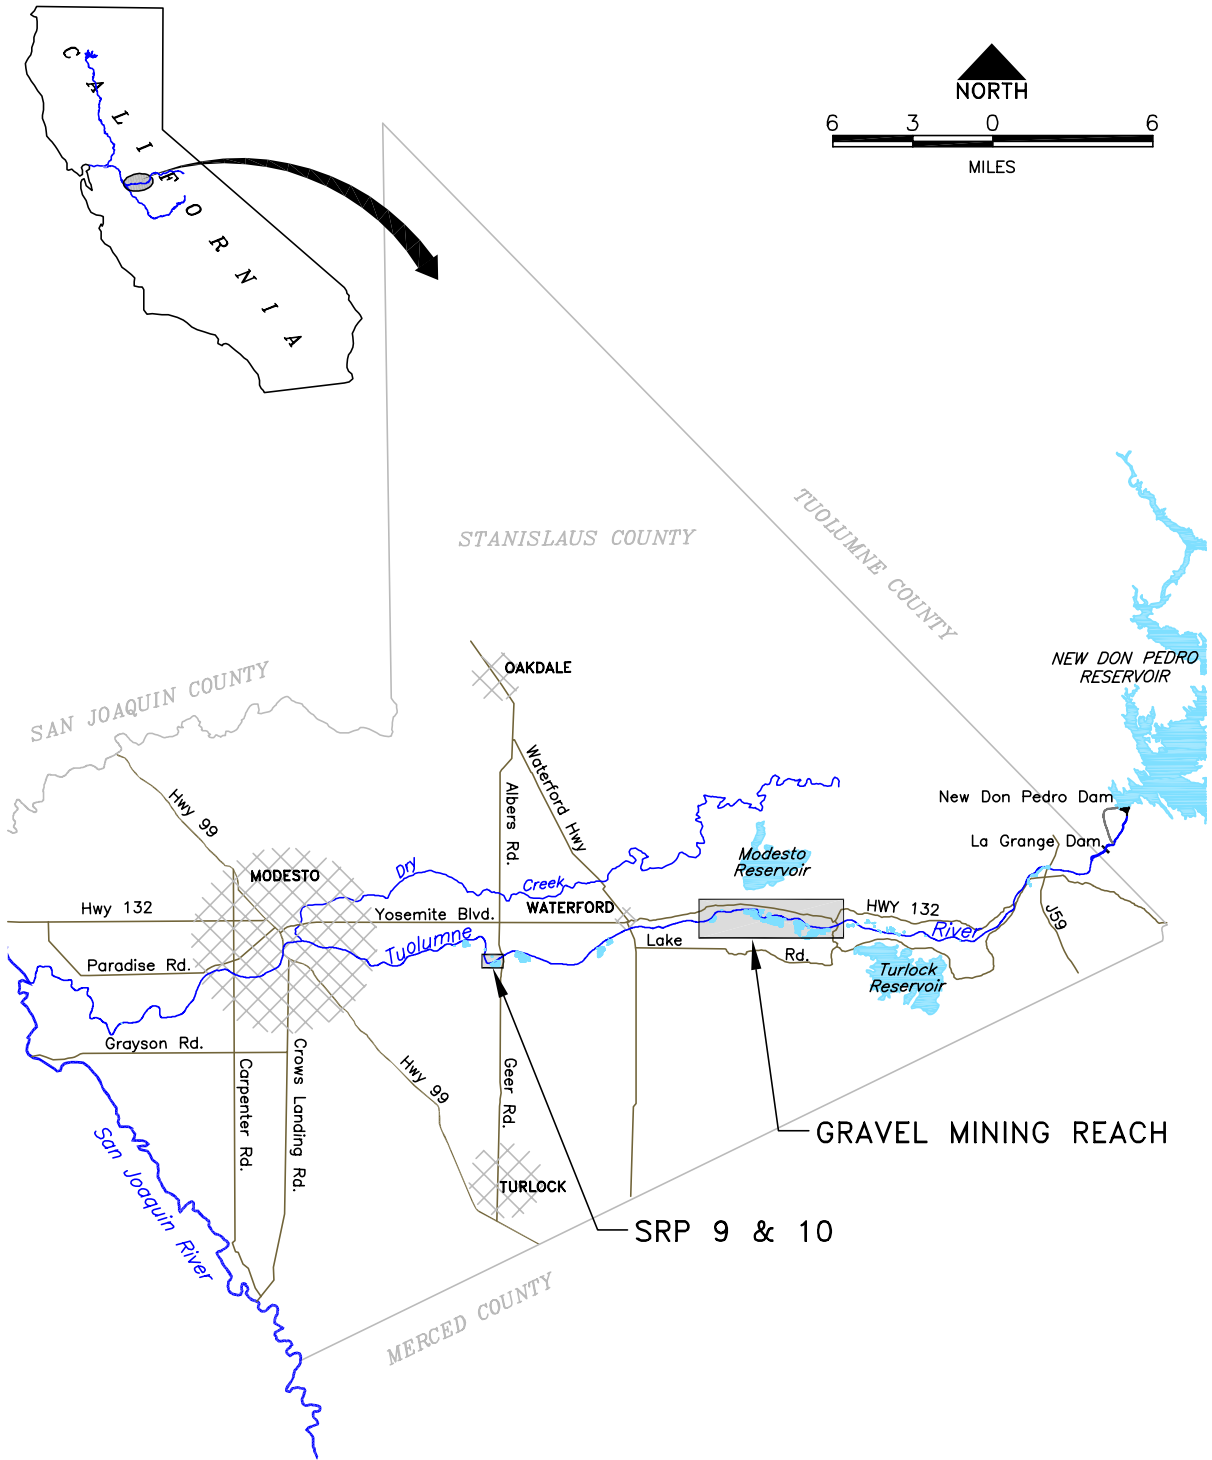 CALIFORNIA
NORTH
6 3 0 6
MILES
STANISLAUS COUNTY
TUOLUMNE COUNTY
SAN JOAQUIN COUNTY
NEW DON PEDRO
RESERVOIR
OAKDALE
Waterford Hwy
Albers Rd.
Hwy 99
New Don Pedro Dam
La Grange Dam
Modesto
Reservoir
MODESTO
Dry
Creek
WATERFORD
Hwy 132
Yosemite Blvd.
HWY 132
J59
Tuolumne
River
Lake
Rd.
Paradise Rd.
Turlock
Reservoir
Grayson Rd.
Carpenter Rd.
Crows Landing Rd.
Hwy 99
Geer Rd.
San Joaquin River
GRAVEL MINING REACH
TURLOCK
SRP 9 & 10
MERCED COUNTY